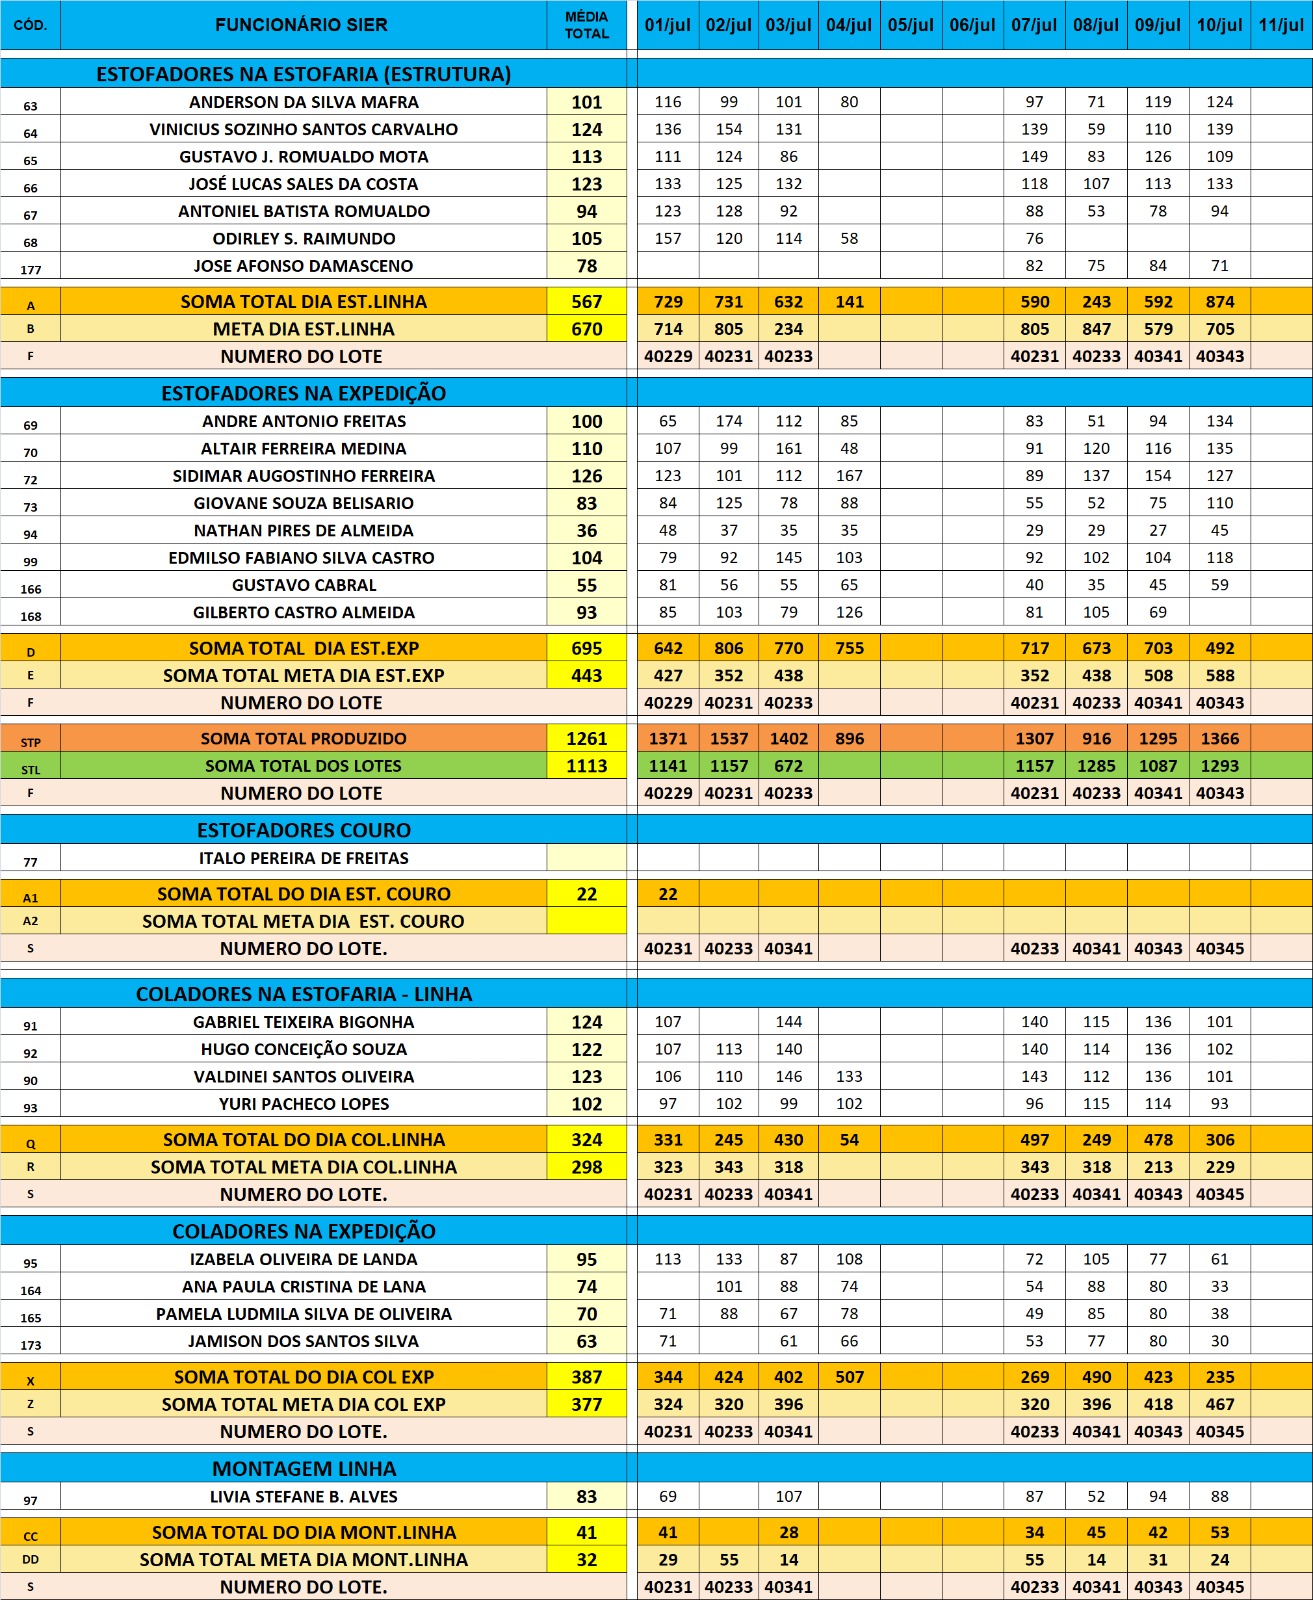 CÓD. FUNCIONÁRIO SIER MÉDIA TOTAL 01/jul 02/jul 03/jul 04/jul 05/jul 06/jul 07/jul 08/jul 09/jul 10/jul 11/jul
ESTOFADORES NA ESTOFARIA (ESTRUTURA)
63 ANDERSON DA SILVA MAFRA 101 116 99 101 80 97 71 119 124
64 VINICIUS SOZINHO SANTOS CARVALHO 124 136 154 131 139 59 110 139
65 GUSTAVO J. ROMUALDO MOTA 113 111 124 86 149 83 126 109
66 JOSÉ LUCAS SALES DA COSTA 123 133 125 132 118 107 113 133
67 ANTONIEL BATISTA ROMUALDO 94 123 128 92 88 53 78 94
68 ODIRLEY S. RAIMUNDO 105 157 120 114 58 76
177 JOSE AFONSO DAMASCENO 78 82 75 84 71
A SOMA TOTAL DIA EST.LINHA 567 729 731 632 141 590 243 592 874
B META DIA EST.LINHA 670 714 805 234 805 847 579 705
F NUMERO DO LOTE 40229 40231 40233 40231 40233 40341 40343
ESTOFADORES NA EXPEDIÇÃO
69 ANDRE ANTONIO FREITAS 100 65 174 112 85 83 51 94 134
70 ALTAIR FERREIRA MEDINA 110 107 99 161 48 91 120 116 135
72 SIDIMAR AUGOSTINHO FERREIRA 126 123 101 112 167 89 137 154 127
73 GIOVANE SOUZA BELISARIO 83 84 125 78 88 55 52 75 110
94 NATHAN PIRES DE ALMEIDA 36 48 37 35 35 29 29 27 45
99 EDMILSO FABIANO SILVA CASTRO 104 79 92 145 103 92 102 104 118
166 GUSTAVO CABRAL 55 81 56 55 65 40 35 45 59
168 GILBERTO CASTRO ALMEIDA 93 85 103 79 126 81 105 69
D SOMA TOTAL DIA EST.EXP 695 642 806 770 755 717 673 703 492
E SOMA TOTAL META DIA EST.EXP 443 427 352 438 352 438 508 588
F NUMERO DO LOTE 40229 40231 40233 40231 40233 40341 40343
STP SOMA TOTAL PRODUZIDO 1261 1371 1537 1402 896 1307 916 1295 1366
STL SOMA TOTAL DOS LOTES 1113 1141 1157 672 1157 1285 1087 1293
F NUMERO DO LOTE 40229 40231 40233 40231 40233 40341 40343
ESTOFADORES COURO
77 ITALO PEREIRA DE FREITAS
A1 SOMA TOTAL DO DIA EST. COURO 22 22
A2 SOMA TOTAL META DIA EST. COURO
S NUMERO DO LOTE. 40231 40233 40341 40233 40341 40343 40345
COLADORES NA ESTOFARIA - LINHA
91 GABRIEL TEIXEIRA BIGONHA 124 107 144 140 115 136 101
92 HUGO CONCEIÇÃO SOUZA 122 107 113 140 140 114 136 102
90 VALDINEI SANTOS OLIVEIRA 123 106 110 146 133 143 112 136 101
93 YURI PACHECO LOPES 102 97 102 99 102 96 115 114 93
Q SOMA TOTAL DO DIA COL.LINHA 324 331 245 430 54 497 249 478 306
R SOMA TOTAL META DIA COL.LINHA 298 323 343 318 343 318 213 229
S NUMERO DO LOTE. 40231 40233 40341 40233 40341 40343 40345
COLADORES NA EXPEDIÇÃO
95 IZABELA OLIVEIRA DE LANDA 95 113 133 87 108 72 105 77 61
164 ANA PAULA CRISTINA DE LANA 74 101 88 74 54 88 80 33
165 PAMELA LUDMILA SILVA DE OLIVEIRA 70 71 88 67 78 49 85 80 38
173 JAMISON DOS SANTOS SILVA 63 71 61 66 53 77 80 30
X SOMA TOTAL DO DIA COL EXP 387 344 424 402 507 269 490 423 235
Z SOMA TOTAL META DIA COL EXP 377 324 320 396 320 396 418 467
S NUMERO DO LOTE. 40231 40233 40341 40233 40341 40343 40345
MONTAGEM LINHA
97 LIVIA STEFANE B. ALVES 83 69 107 87 52 94 88
CC SOMA TOTAL DO DIA MONT.LINHA 41 41 28 34 45 42 53
DD SOMA TOTAL META DIA MONT.LINHA 32 29 55 14 55 14 31 24
S NUMERO DO LOTE. 40231 40233 40341 40233 40341 40343 40345